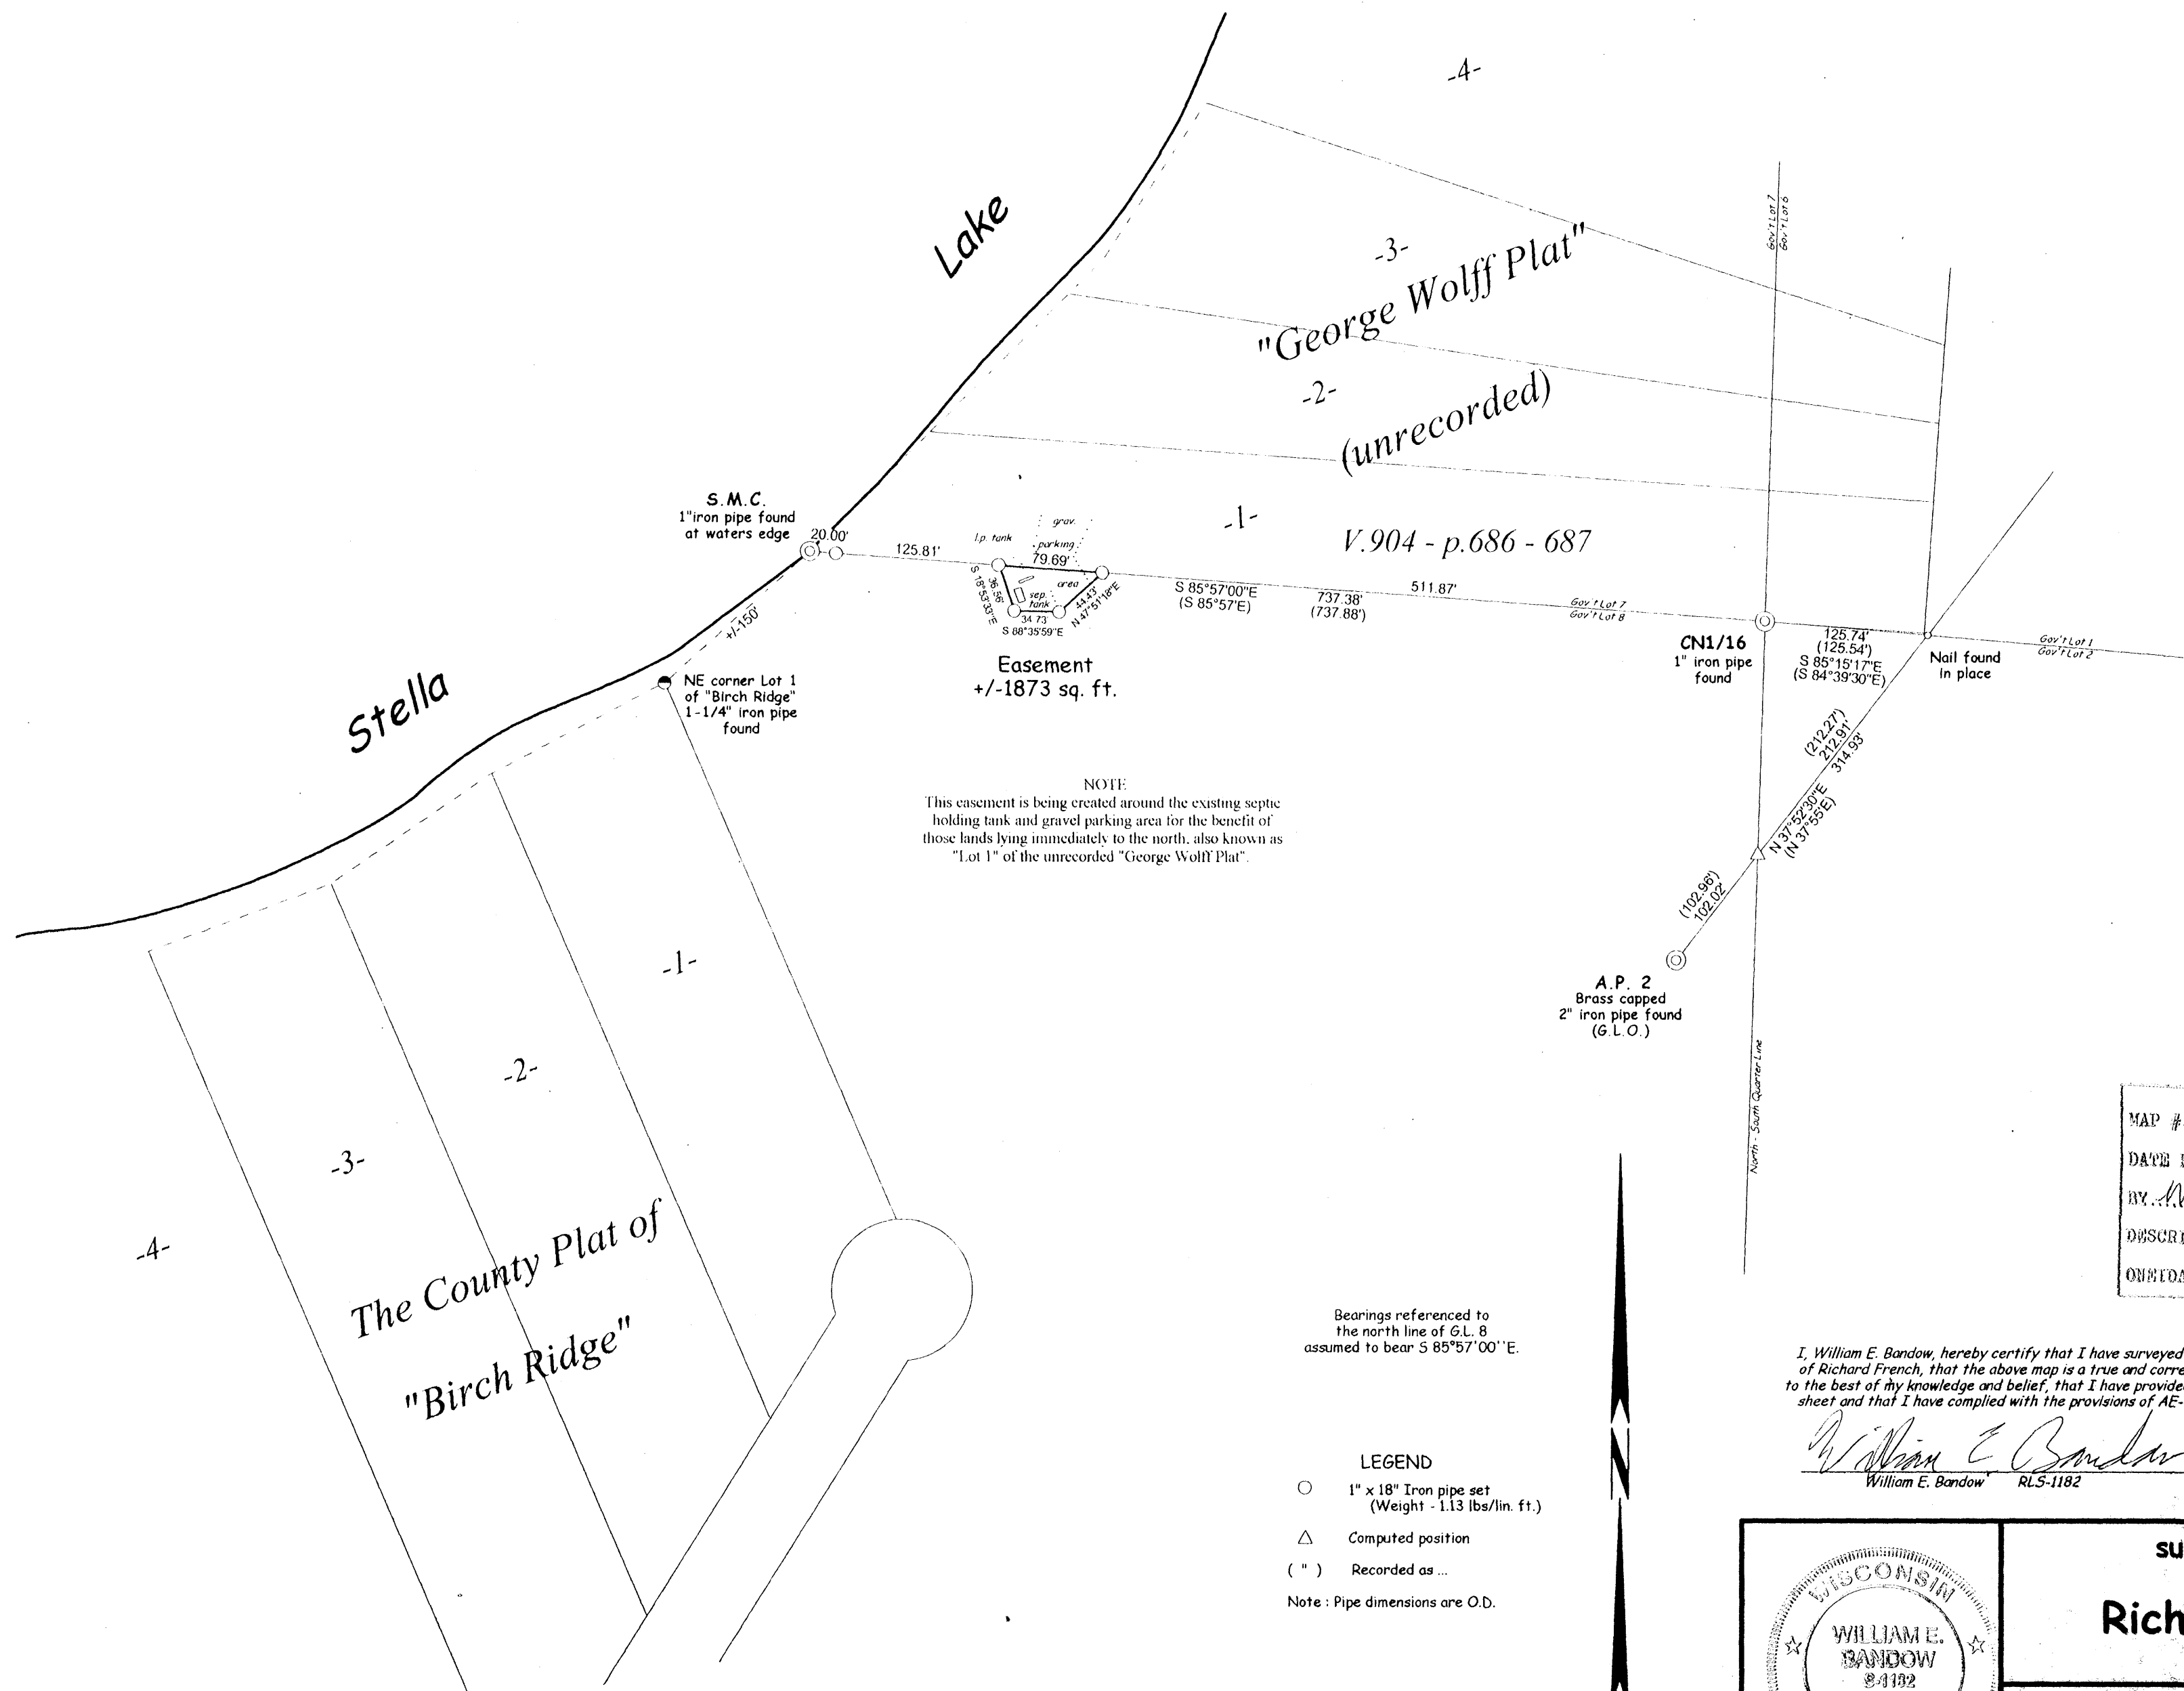 -4-
Lake
Gov't Lot 7
Gov't Lot 6
-3-
"George Wolff Plat"
-2-
(unrecorded)
S.M.C.
1"iron pipe found
at waters edge
20.00'
125.81'
l.p. tank
grav.
parking
79.69'
area
sep.
tank
36.56'
S 18°53'33"E
34.73'
S 88°35'59"E
44.43'
N 47°51'18"E
-1-
V.904 - p.686 - 687
S 85°57'00"E
(S 85°57'E)
737.38'
(737.88')
511.87'
Gov't Lot 7
Gov't Lot 8
CN1/16
1" iron pipe
found
125.74'
(125.54')
S 85°15'17"E
(S 84°39'30"E)
Nail found
in place
Gov't Lot 1
Gov't Lot 2
+/-150'
Easement
+/-1873 sq. ft.
NE corner Lot 1
of "Birch Ridge"
1-1/4" iron pipe
found
Stella
(212.27')
212.91'
314.93'
N 37°52'30"E
(N 37°55'E)
NOTE
This easement is being created around the existing septic
holding tank and gravel parking area for the benefit of
those lands lying immediately to the north, also known as
"Lot 1" of the unrecorded "George Wolff Plat".
(102.96')
102.02'
A.P. 2
Brass capped
2" iron pipe found
(G.L.O.)
North - South Quarter Line
-1-
-2-
-3-
-4-
The County Plat of
"Birch Ridge"
MAP #
DATE
BY
DESCRI
ONEIDA
Bearings referenced to
the north line of G.L. 8
assumed to bear S 85°57'00''E.
N
I, William E. Bandow, hereby certify that I have surveyed
of Richard French, that the above map is a true and corre
to the best of my knowledge and belief, that I have provide
sheet and that I have complied with the provisions of AE-
William E Bandow
William E. Bandow RLS-1182
LEGEND
1" x 18" Iron pipe set
(Weight - 1.13 lbs/lin. ft.)
Computed position
( " ) Recorded as ...
Note : Pipe dimensions are O.D.
WISCONSIN
WILLIAM E.
BANDOW
S-1182
su
Rich